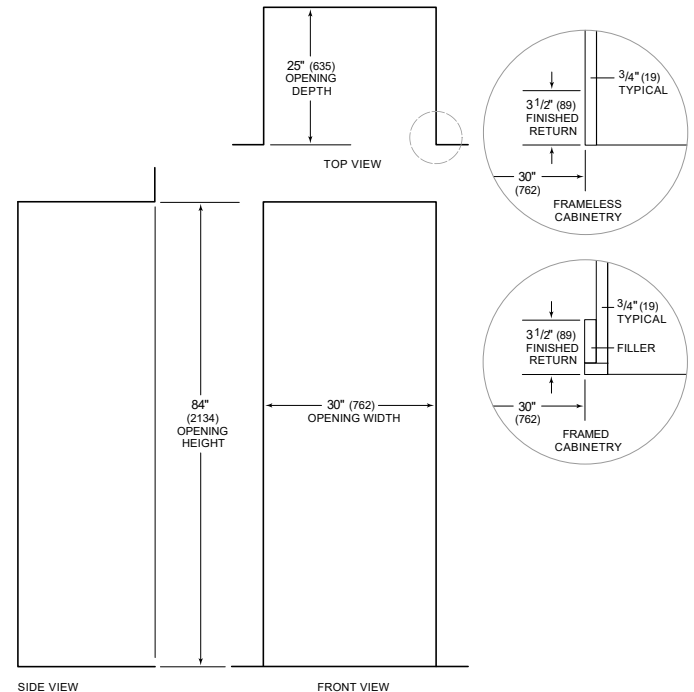 25" (635)
OPENING
DEPTH
TOP VIEW
3/4" (19)
TYPICAL
3 1/2" (89)
FINISHED
RETURN
30"
(762)
FRAMELESS
CABINETRY
3/4" (19)
TYPICAL
3 1/2" (89)
FINISHED
RETURN
FILLER
30"
(762)
FRAMED
CABINETRY
84"
(2134)
OPENING
HEIGHT
30" (762)
OPENING WIDTH
SIDE VIEW
FRONT VIEW